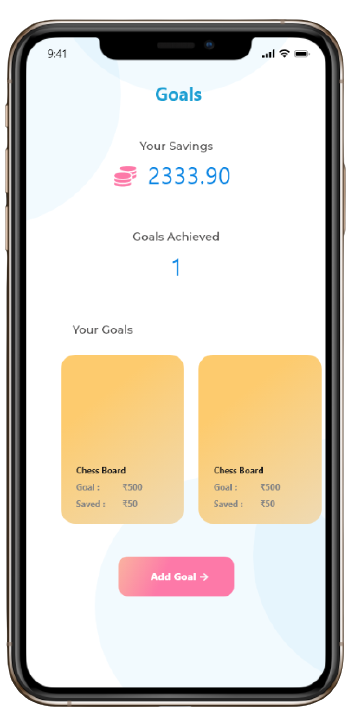 9:41
Goals
Your Savings
2333.90
Goals Achieved
1
Your Goals
Chess Board
Goal : ₹500
Saved : ₹50
Chess Board
Goal : ₹500
Saved : ₹50
Add Goal →